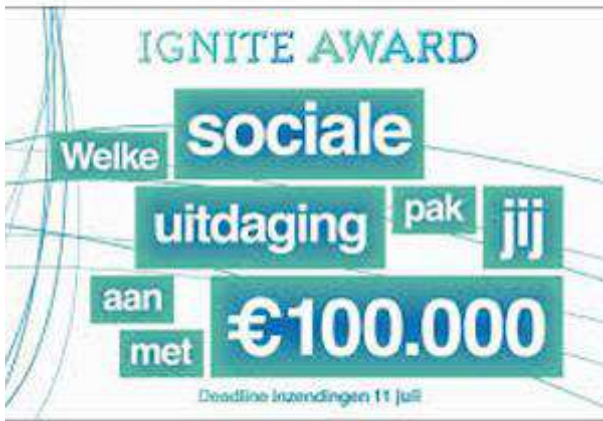 IGNITE AWARD
Welke sociale
uitdaging pak jij
aan
met €100.000
Deadline inzendingen 11 juli